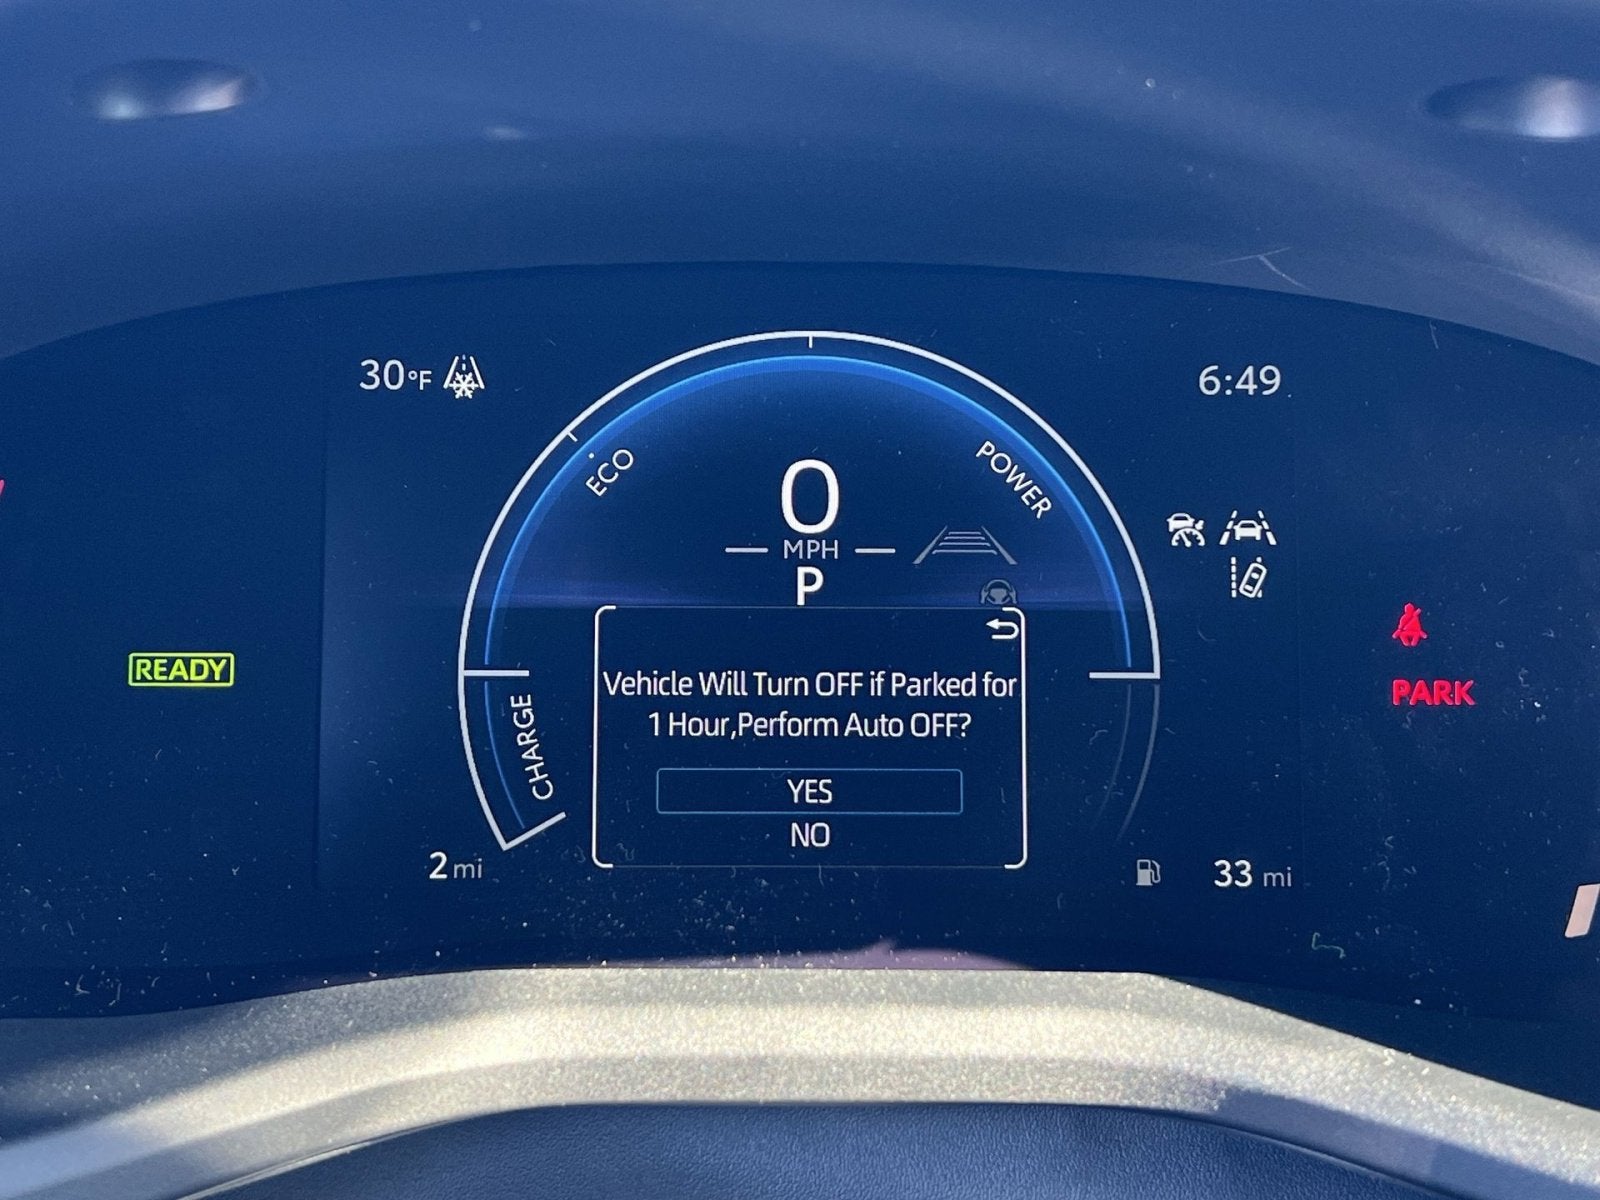 30°F
6:49
ECO
POWER
0
MPH
P
READY
Vehicle Will Turn OFF if Parked for
1 Hour,Perform Auto OFF?
YES
NO
CHARGE
PARK
2 mi
33 mi